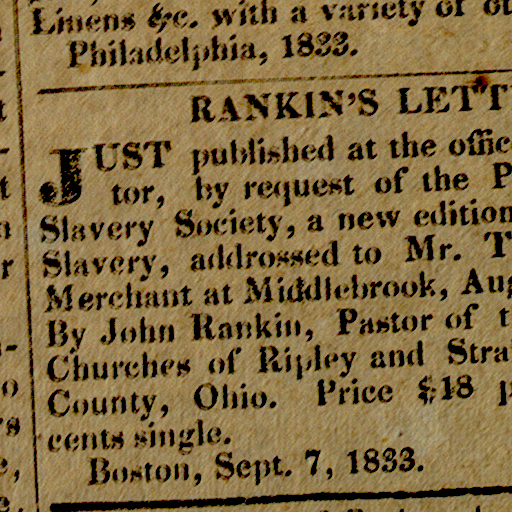 Linens &c. with a variety of ot
Philadelphia, 1833.
RANKIN'S LETT
JUST published at the offic
tor, by request of the P
Slavery Society, a new edition
Slavery, addrossed to Mr. T
Merchant at Middlebrook, Aug
By John Rankin, Pastor of t
Churches of Ripley and Stra
County, Ohio. Price $18 p
cents single.
Boston, Sept. 7, 1833.